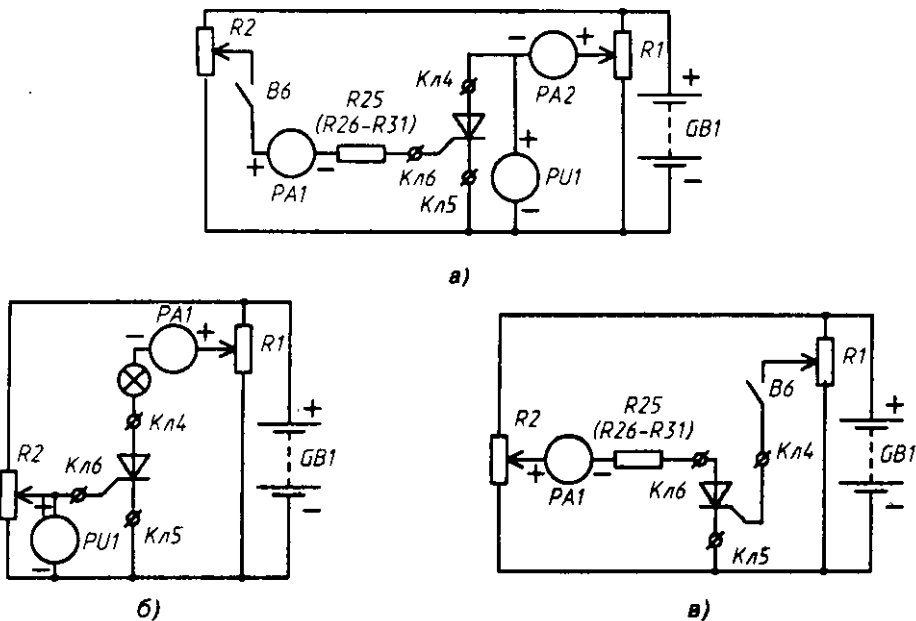 R2
B6
PA1
R25
(R26-R31)
Кл6
Кл4
Кл5
PA2
PU1
R1
GB1
а)
PA1
R1
Кл4
R2
Кл6
PU1
Кл5
GB1
б)
R2
PA1
R25
(R26-R31)
Кл6
B6
Кл4
Кл5
R1
GB1
в)